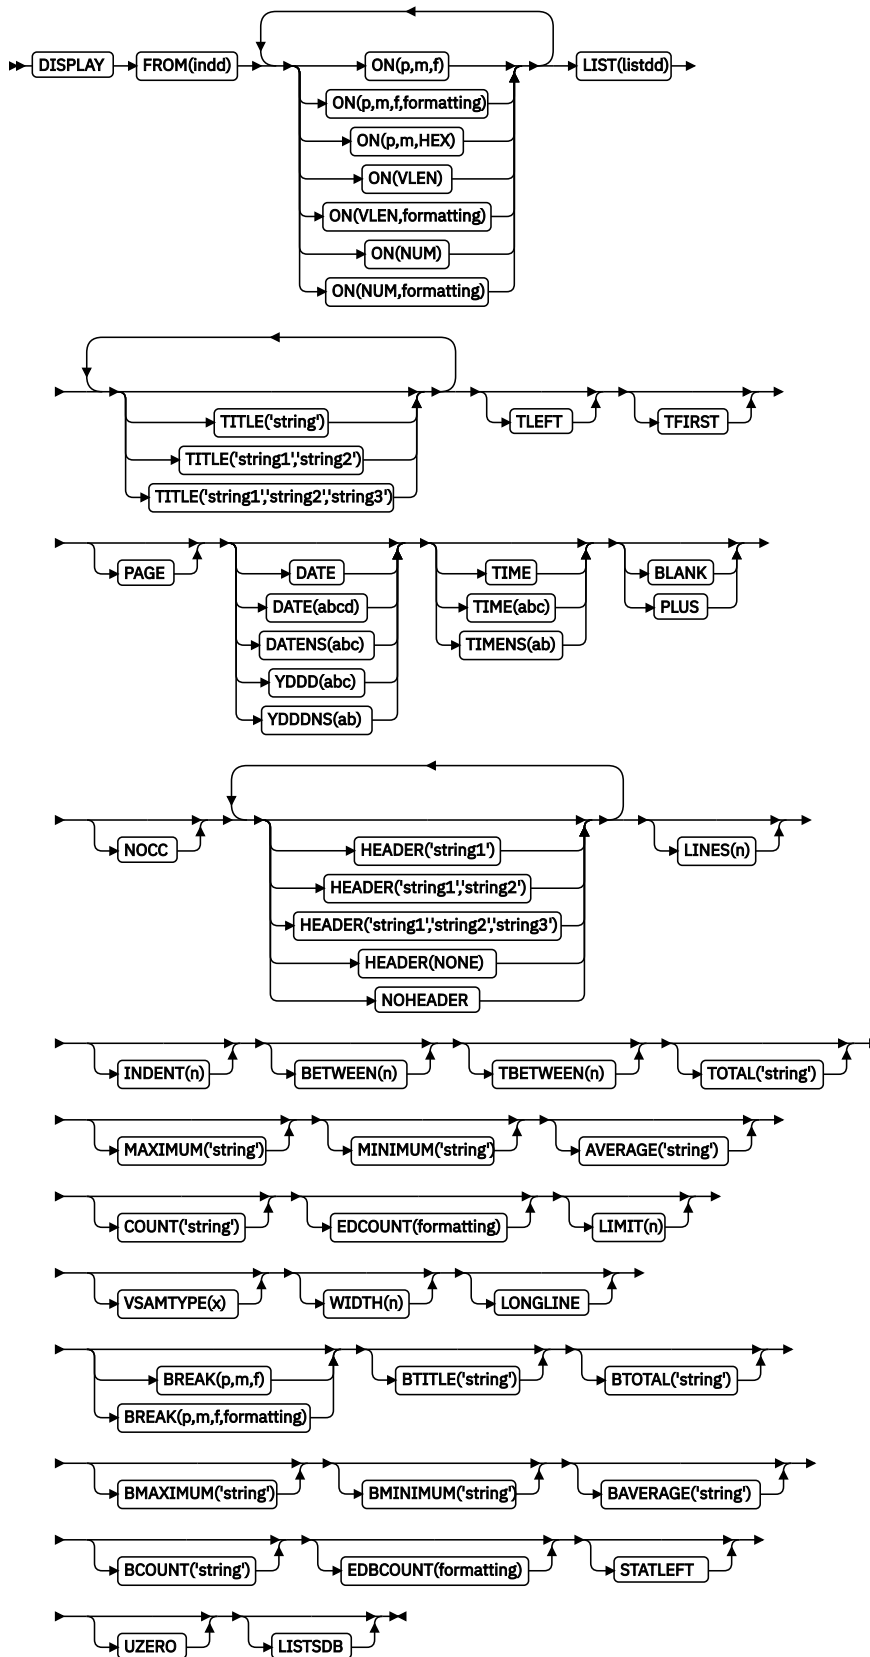 DISPLAY FROM(indd) ON(p,m,f) LIST(listdd)
ON(p,m,f,formatting)
ON(p,m,HEX)
ON(VLEN)
ON(VLEN,formatting)
ON(NUM)
ON(NUM,formatting)
TITLE('string') TLEFT TFIRST
TITLE('string1','string2')
TITLE('string1','string2','string3')
PAGE DATE TIME BLANK
DATE(abcd) TIME(abc) PLUS
DATENS(abc) TIMENS(ab)
YDDD(abc)
YDDDNS(ab)
NOCC HEADER('string1') LINES(n)
HEADER('string1','string2')
HEADER('string1','string2','string3')
HEADER(NONE)
NOHEADER
INDENT(n) BETWEEN(n) TBETWEEN(n) TOTAL('string')
MAXIMUM('string') MINIMUM('string') AVERAGE('string')
COUNT('string') EDCOUNT(formatting) LIMIT(n)
VSAMTYPE(x) WIDTH(n) LONGLINE
BREAK(p,m,f) BTITLE('string') BTOTAL('string')
BREAK(p,m,f,formatting)
BMAXIMUM('string') BMINIMUM('string') BAVERAGE('string')
BCOUNT('string') EDBCOUNT(formatting) STATLEFT
UZERO LISTSDB